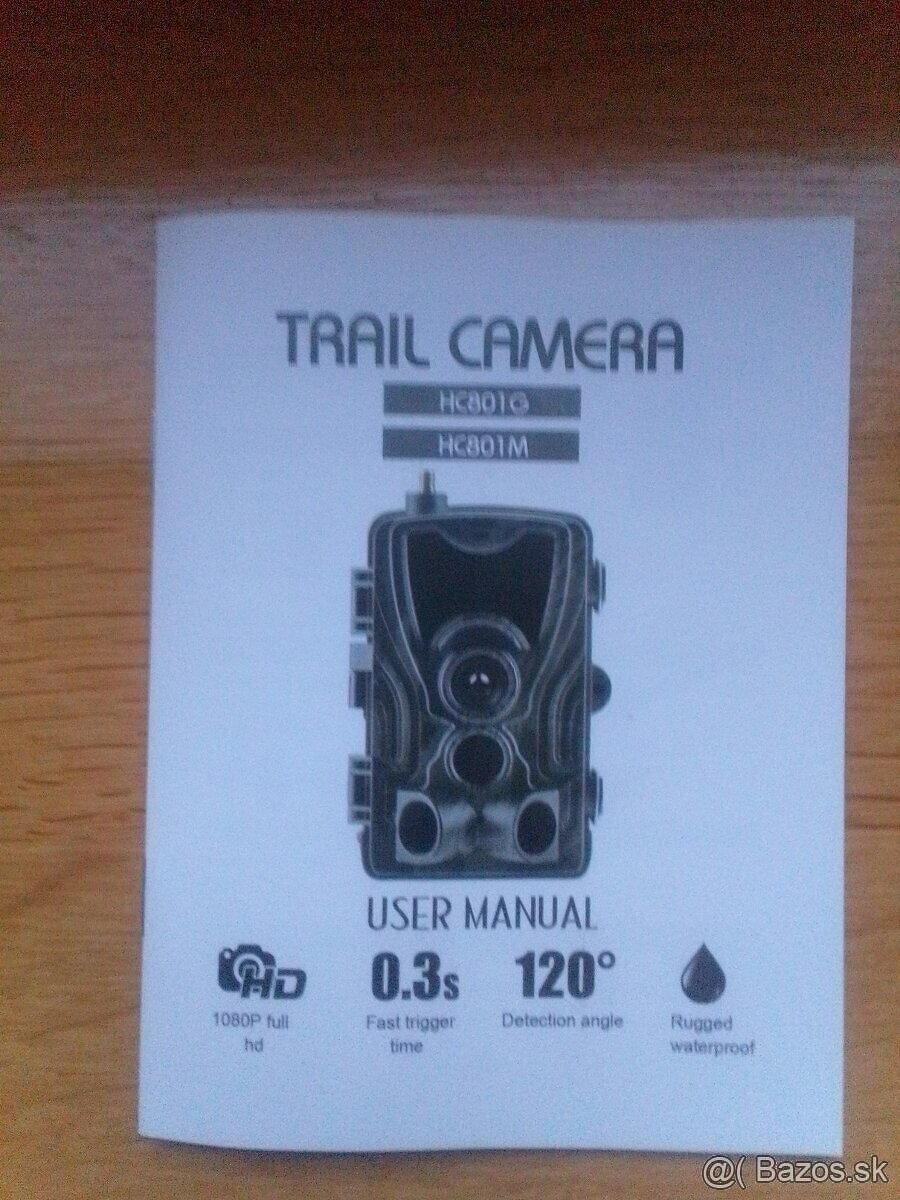 TRAIL CAMERA
HC801G
HC801M
USER MANUAL
HD 0.3s 120°
1080P full hd
Fast trigger time
Detection angle
Rugged waterproof
@( Bazos.sk